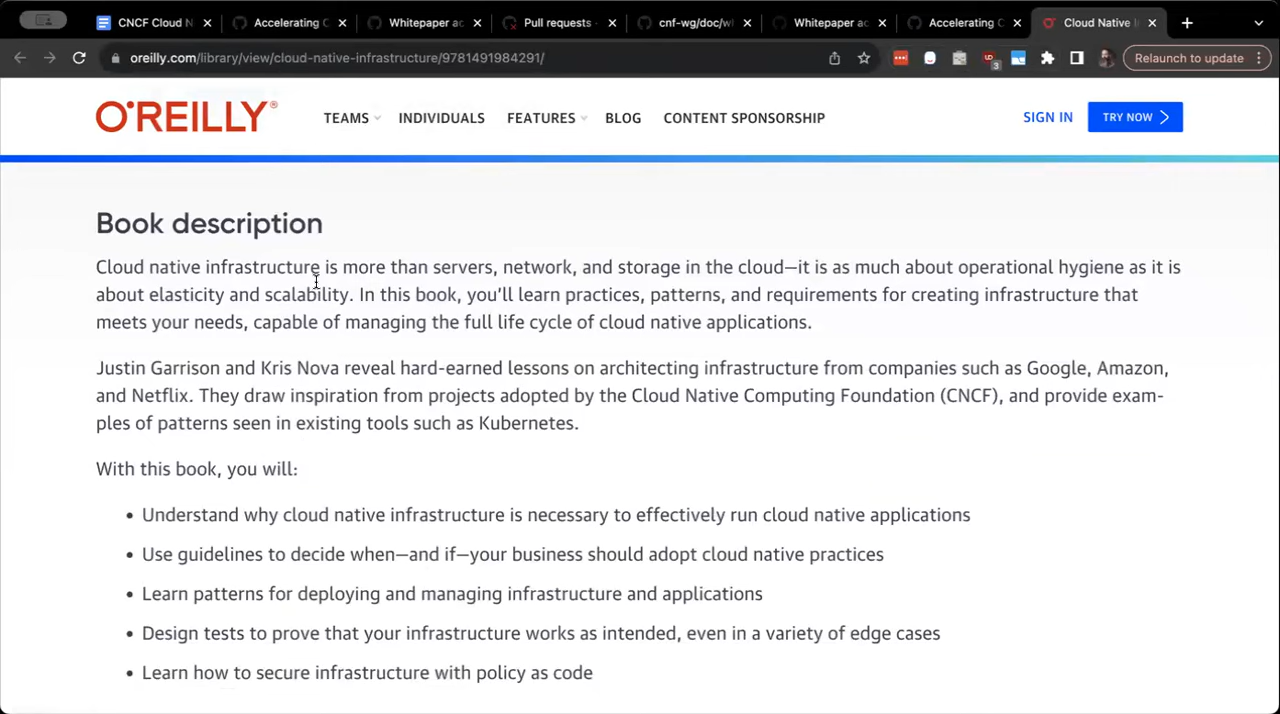 CNCF Cloud N
Accelerating C
Whitepaper ac
Pull requests ·
cnf-wg/doc/wh
Whitepaper ac
Accelerating C
Cloud Native I
oreilly.com/library/view/cloud-native-infrastructure/9781491984291/
3
Relaunch to update
O'REILLY®
TEAMS
INDIVIDUALS
FEATURES
BLOG
CONTENT SPONSORSHIP
SIGN IN
TRY NOW
Book description
Cloud native infrastructure is more than servers, network, and storage in the cloud—it is as much about operational hygiene as it is
about elasticity and scalability. In this book, you'll learn practices, patterns, and requirements for creating infrastructure that
meets your needs, capable of managing the full life cycle of cloud native applications.
Justin Garrison and Kris Nova reveal hard-earned lessons on architecting infrastructure from companies such as Google, Amazon,
and Netflix. They draw inspiration from projects adopted by the Cloud Native Computing Foundation (CNCF), and provide exam-
ples of patterns seen in existing tools such as Kubernetes.
With this book, you will:
• Understand why cloud native infrastructure is necessary to effectively run cloud native applications
• Use guidelines to decide when—and if—your business should adopt cloud native practices
• Learn patterns for deploying and managing infrastructure and applications
• Design tests to prove that your infrastructure works as intended, even in a variety of edge cases
• Learn how to secure infrastructure with policy as code